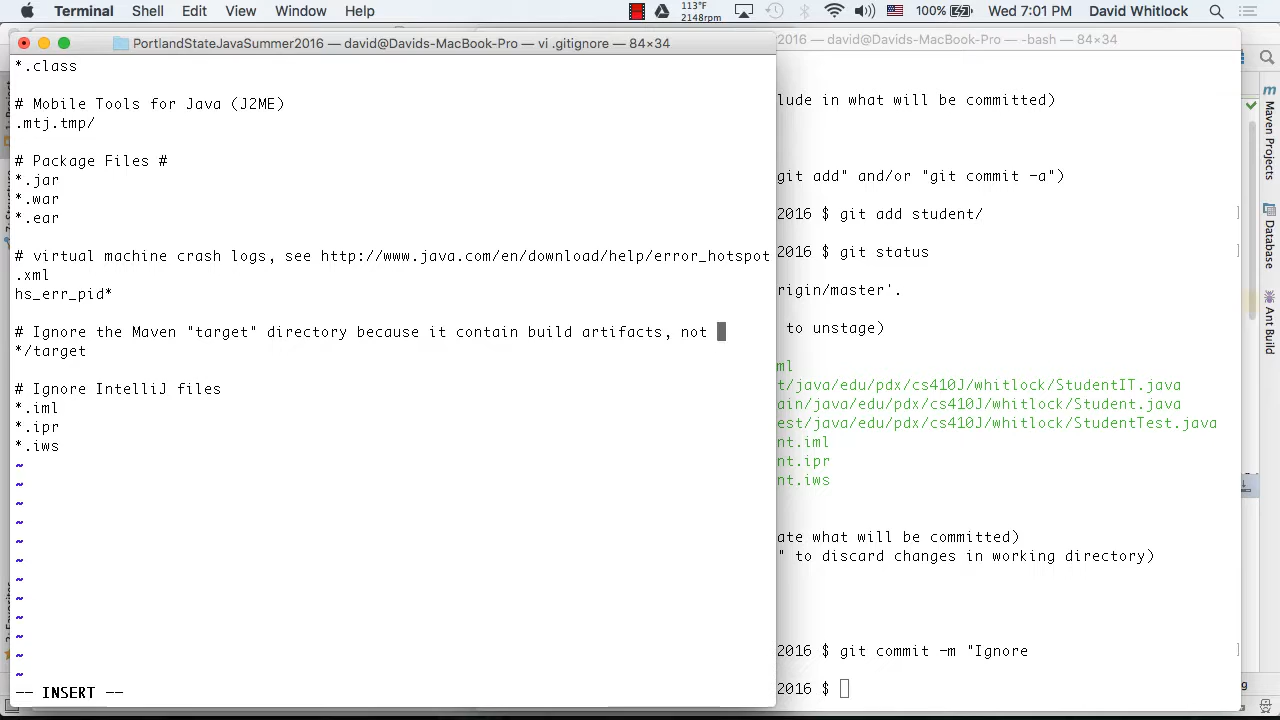 Terminal Shell Edit View Window Help 113°F 2148rpm 100% Wed 7:01 PM David Whitlock
PortlandStateJavaSummer2016 — david@Davids-MacBook-Pro — vi .gitignore — 84×34
2016 — david@Davids-MacBook-Pro — -bash — 84×34
*.class
# Mobile Tools for Java (J2ME)
.mtj.tmp/
# Package Files #
*.jar
*.war
*.ear
# virtual machine crash logs, see http://www.java.com/en/download/help/error_hotspot
.xml
hs_err_pid*
# Ignore the Maven "target" directory because it contain build artifacts, not
*/target
# Ignore IntelliJ files
*.iml
*.ipr
*.iws
~
~
~
~
~
~
~
~
~
~
~
~
-- INSERT --
lude in what will be committed)
git add" and/or "git commit -a")
2016 $ git add student/
2016 $ git status
rigin/master'.
to unstage)
ml
t/java/edu/pdx/cs410J/whitlock/StudentIT.java
ain/java/edu/pdx/cs410J/whitlock/Student.java
est/java/edu/pdx/cs410J/whitlock/StudentTest.java
nt.iml
nt.ipr
nt.iws
ate what will be committed)
" to discard changes in working directory)
2016 $ git commit -m "Ignore
2016 $
Maven Projects
Database
Ant Build